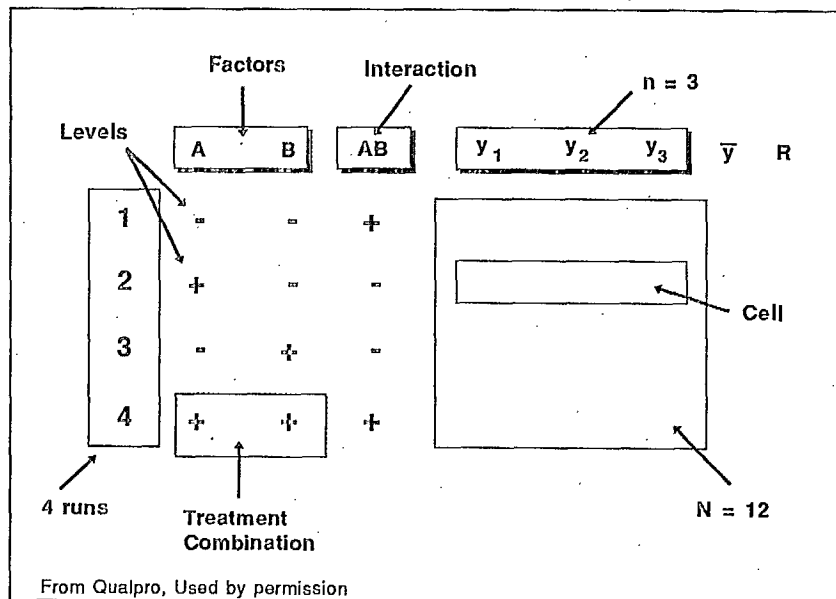 Factors Interaction n = 3
Levels
A B AB y1 y2 y3 y̅ R
1 - - +
2 + - -
Cell
3 - + -
4 + + +
4 runs Treatment Combination N = 12
From Qualpro, Used by permission